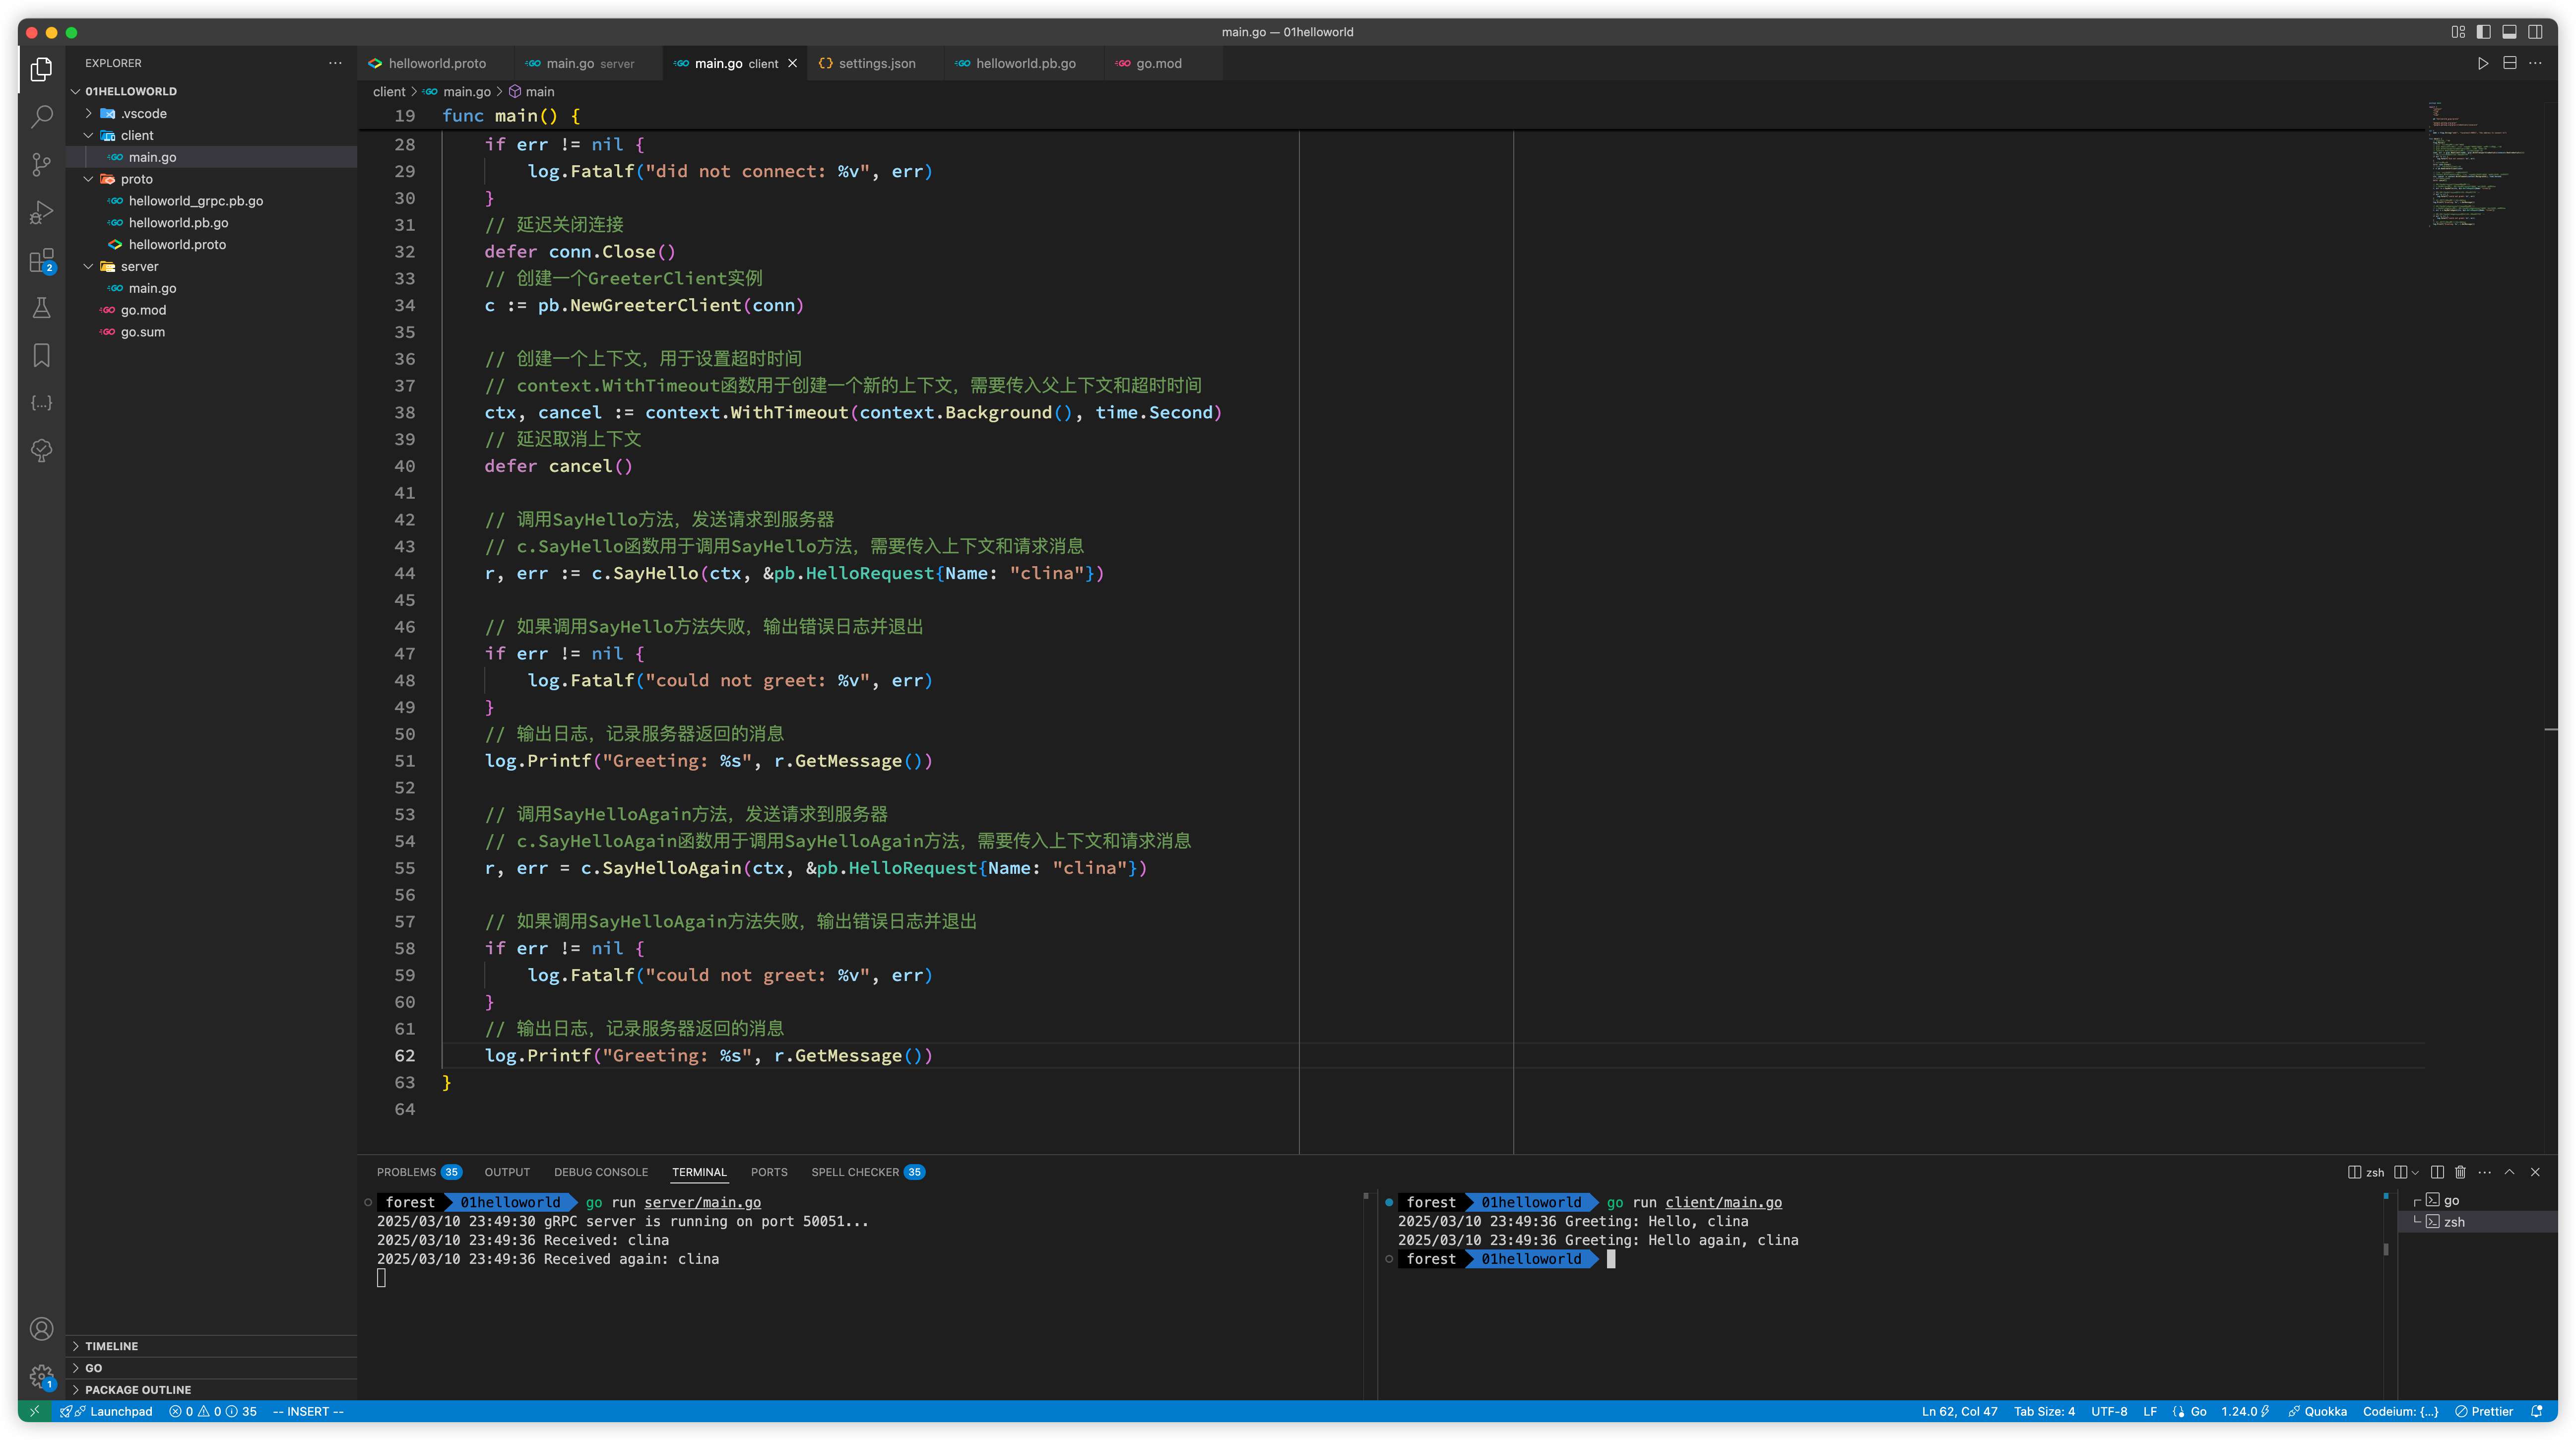 main.go — 01helloworld
EXPLORER
01HELLOWORLD
.vscode
client
main.go
proto
helloworld_grpc.pb.go
helloworld.pb.go
helloworld.proto
server
main.go
go.mod
go.sum
TIMELINE
GO
PACKAGE OUTLINE
2
1
helloworld.proto
main.go server
main.go client
settings.json
helloworld.pb.go
go.mod
client > main.go > main
19 func main() {
28 if err != nil {
29 log.Fatalf("did not connect: %v", err)
30 }
31 // 延迟关闭连接
32 defer conn.Close()
33 // 创建一个GreeterClient实例
34 c := pb.NewGreeterClient(conn)
35
36 // 创建一个上下文，用于设置超时时间
37 // context.WithTimeout函数用于创建一个新的上下文，需要传入父上下文和超时时间
38 ctx, cancel := context.WithTimeout(context.Background(), time.Second)
39 // 延迟取消上下文
40 defer cancel()
41
42 // 调用SayHello方法，发送请求到服务器
43 // c.SayHello函数用于调用SayHello方法，需要传入上下文和请求消息
44 r, err := c.SayHello(ctx, &pb.HelloRequest{Name: "clina"})
45
46 // 如果调用SayHello方法失败，输出错误日志并退出
47 if err != nil {
48 log.Fatalf("could not greet: %v", err)
49 }
50 // 输出日志，记录服务器返回的消息
51 log.Printf("Greeting: %s", r.GetMessage())
52
53 // 调用SayHelloAgain方法，发送请求到服务器
54 // c.SayHelloAgain函数用于调用SayHelloAgain方法，需要传入上下文和请求消息
55 r, err = c.SayHelloAgain(ctx, &pb.HelloRequest{Name: "clina"})
56
57 // 如果调用SayHelloAgain方法失败，输出错误日志并退出
58 if err != nil {
59 log.Fatalf("could not greet: %v", err)
60 }
61 // 输出日志，记录服务器返回的消息
62 log.Printf("Greeting: %s", r.GetMessage())
63 }
64
PROBLEMS 35 OUTPUT DEBUG CONSOLE TERMINAL PORTS SPELL CHECKER 35
zsh
forest 01helloworld go run server/main.go
2025/03/10 23:49:30 gRPC server is running on port 50051...
2025/03/10 23:49:36 Received: clina
2025/03/10 23:49:36 Received again: clina
forest 01helloworld go run client/main.go
2025/03/10 23:49:36 Greeting: Hello, clina
2025/03/10 23:49:36 Greeting: Hello again, clina
forest 01helloworld
go
zsh
Launchpad 0 0 35 -- INSERT --
Ln 62, Col 47 Tab Size: 4 UTF-8 LF Go 1.24.0 Quokka Codeium: {...} Prettier